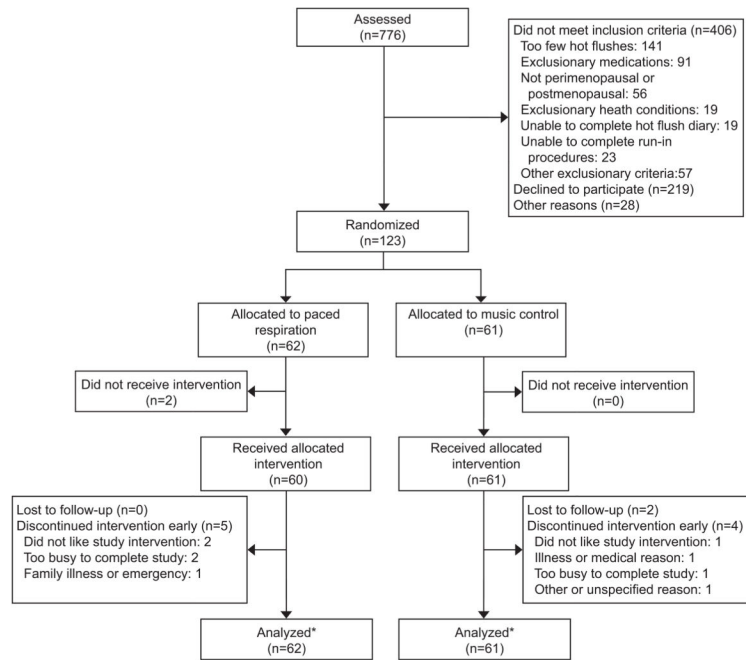 Assessed
(n=776)
Did not meet inclusion criteria (n=406)
Too few hot flushes: 141
Exclusionary medications: 91
Not perimenopausal or
postmenopausal: 56
Exclusionary heath conditions: 19
Unable to complete hot flush diary: 19
Unable to complete run-in
procedures: 23
Other exclusionary criteria:57
Declined to participate (n=219)
Other reasons (n=28)
Randomized
(n=123)
Allocated to paced
respiration
(n=62)
Allocated to music control
(n=61)
Did not receive intervention
(n=2)
Did not receive intervention
(n=0)
Received allocated
intervention
(n=60)
Received allocated
intervention
(n=61)
Lost to follow-up (n=0)
Discontinued intervention early (n=5)
Did not like study intervention: 2
Too busy to complete study: 2
Family illness or emergency: 1
Lost to follow-up (n=2)
Discontinued intervention early (n=4)
Did not like study intervention: 1
Illness or medical reason: 1
Too busy to complete study: 1
Other or unspecified reason: 1
Analyzed*
(n=62)
Analyzed*
(n=61)